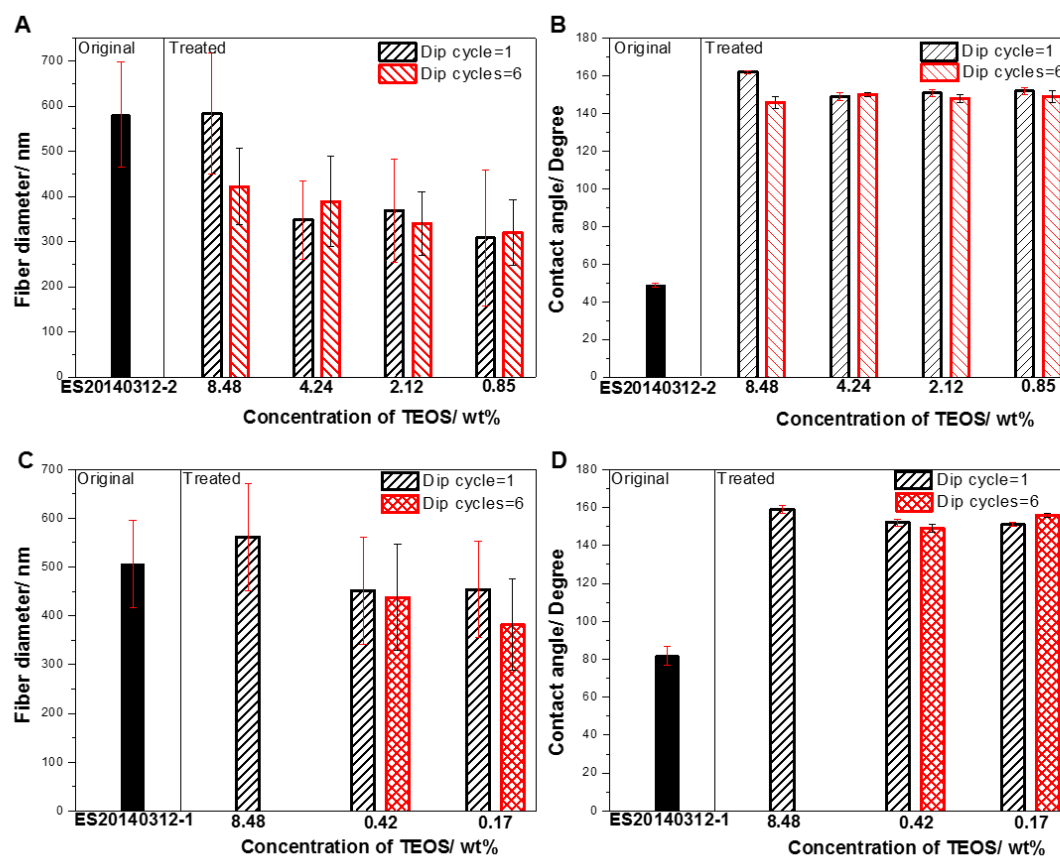 A
Original
Treated
Dip cycle=1
Dip cycles=6
Fiber diameter/ nm
700
600
500
400
300
200
100
0
ES20140312-2
8.48
4.24
2.12
0.85
Concentration of TEOS/ wt%
B
Original
Treated
Dip cycle=1
Dip cycles=6
Contact angle/ Degree
180
160
140
120
100
80
60
40
20
0
ES20140312-2
8.48
4.24
2.12
0.85
Concentration of TEOS/ wt%
C
Original
Treated
Dip cycle=1
Dip cycles=6
Fiber diameter/ nm
700
600
500
400
300
200
100
0
ES20140312-1
8.48
0.42
0.17
Concentration of TEOS/ wt%
D
Original
Treated
Dip cycle=1
Dip cycles=6
Contact angle/ Degree
180
160
140
120
100
80
60
40
20
0
ES20140312-1
8.48
0.42
0.17
Concentration of TEOS/ wt%